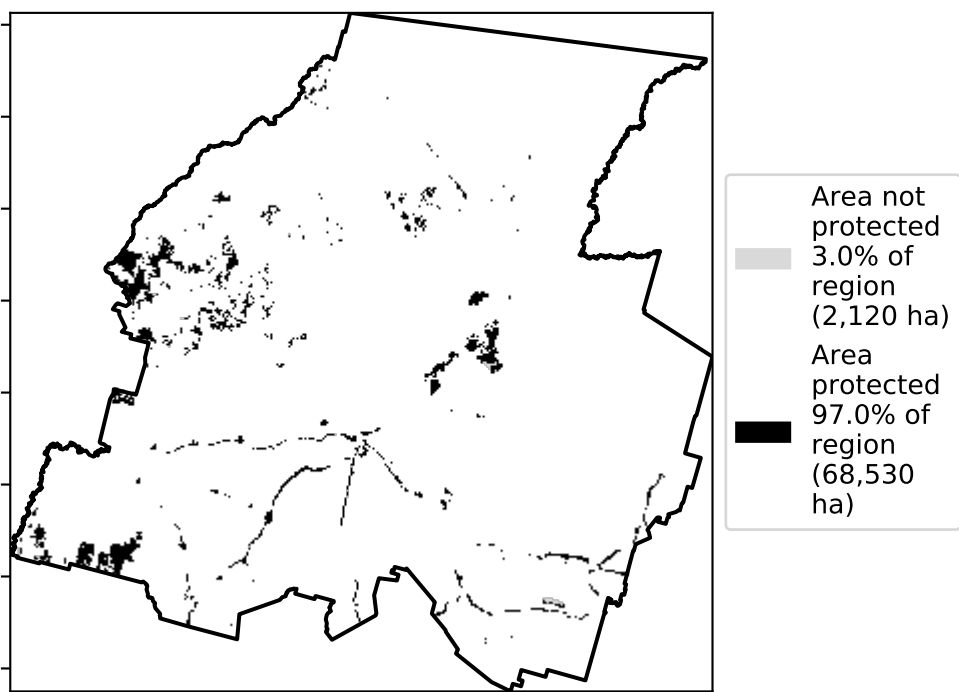 Area not
protected
3.0% of
region
(2,120 ha)
Area
protected
97.0% of
region
(68,530
ha)